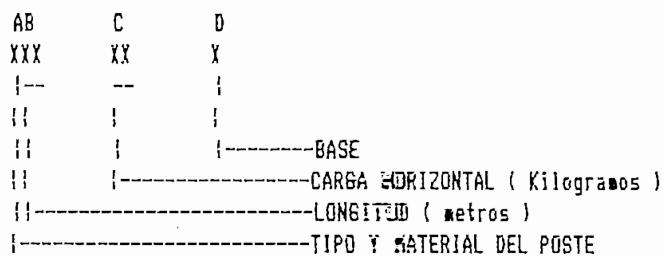 AB C D
XXX XX X
|-- -- |
|| | |
|| | |--------BASE
|| |---------------CARGA HORIZONTAL ( Kilogramos )
||----------------------LONGITUD ( metros )
|-----------------------TIPO Y MATERIAL DEL POSTE